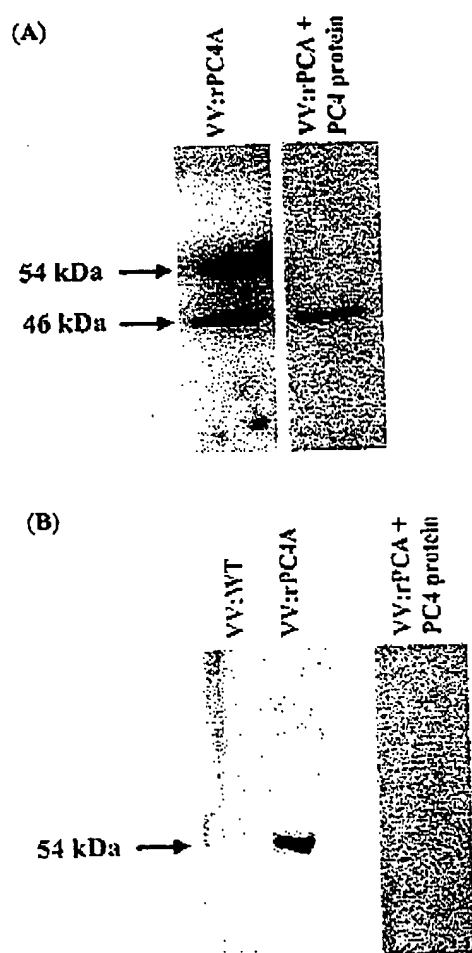 (A)
VV:rPC4A
VV:rPCA +
PC4 protein
54 kDa
46 kDa
(B)
VV:WT
VV:rPC4A
VV:rPCA +
PC4 protein
54 kDa